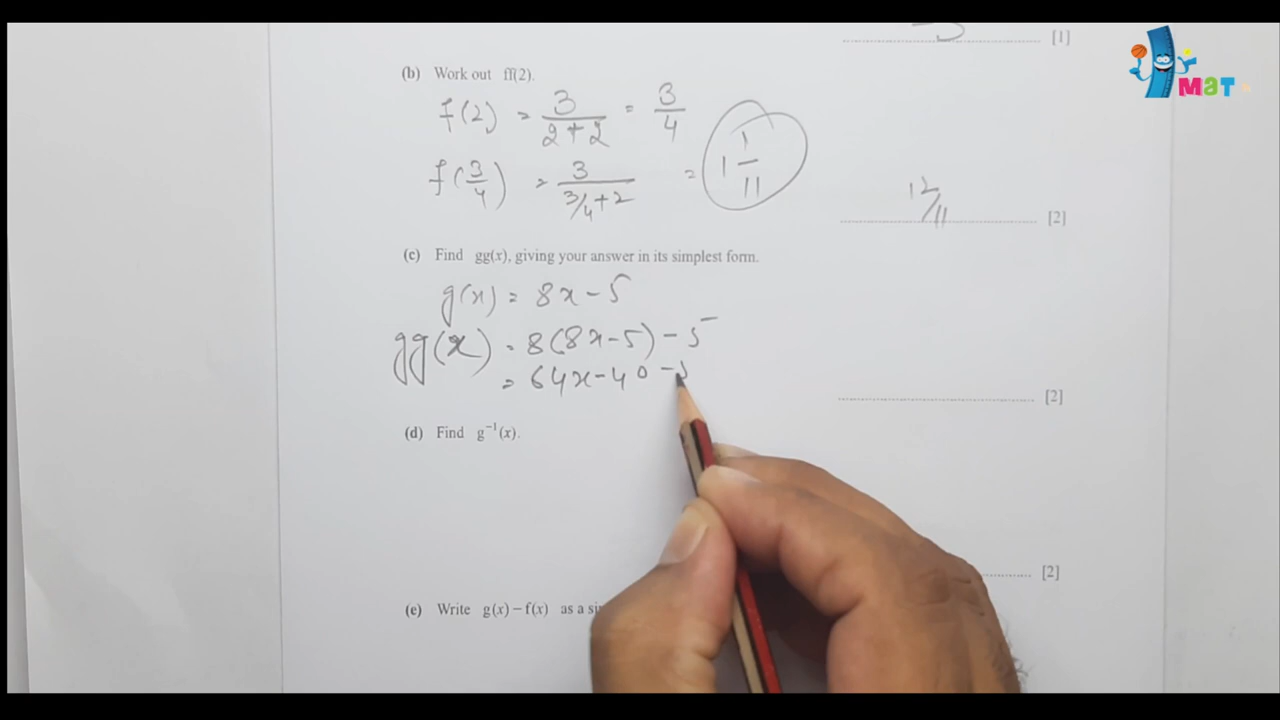 [1]
MaT
(b) Work out ff(2).
f(2) = 3/(2+2) = 3/4
f(3/4) = 3/(3/4+2) = 1 1/11
12/11
[2]
(c) Find gg(x), giving your answer in its simplest form.
g(x) = 8x - 5
gg(x) = 8(8x-5) - 5
= 64x - 40 - 5
[2]
(d) Find g⁻¹(x).
[2]
(e) Write g(x) – f(x) as a